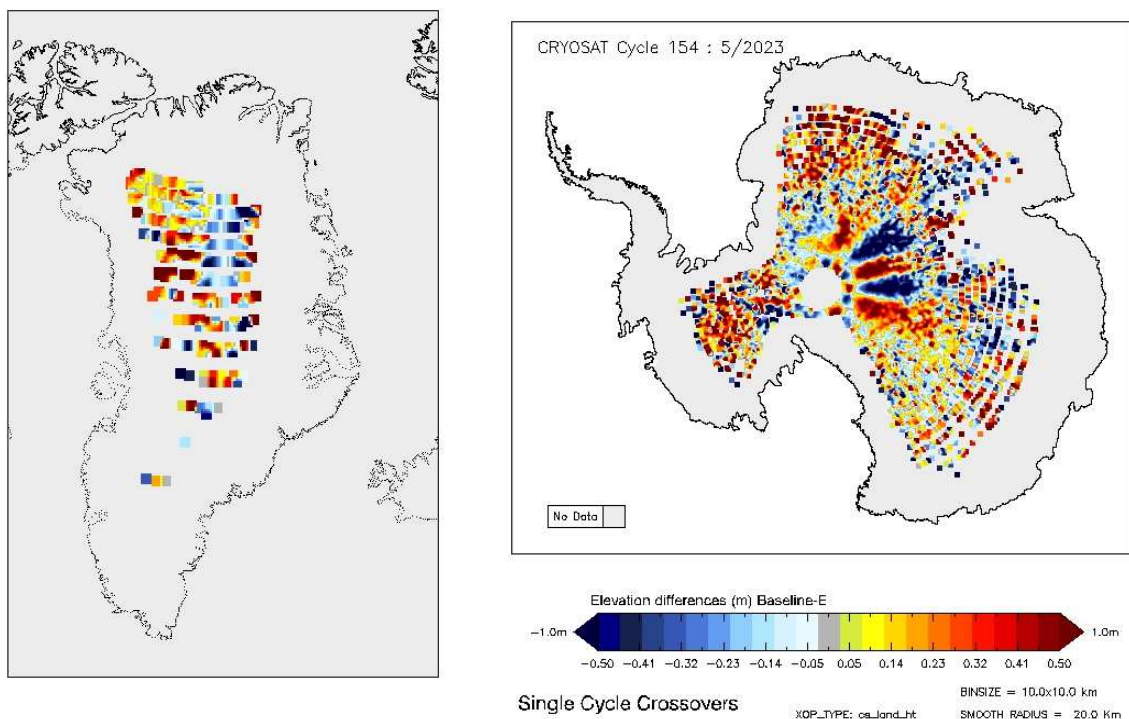 CRYOSAT Cycle 154 : 5/2023
No Data
Elevation differences (m) Baseline-E
-1.0m
1.0m
-0.50 -0.41 -0.32 -0.23 -0.14 -0.05 0.05 0.14 0.23 0.32 0.41 0.50
Single Cycle Crossovers
BINSIZE = 10.0x10.0 km
XOP_TYPE: cs_land_ht
SMOOTH RADIUS = 20.0 Km